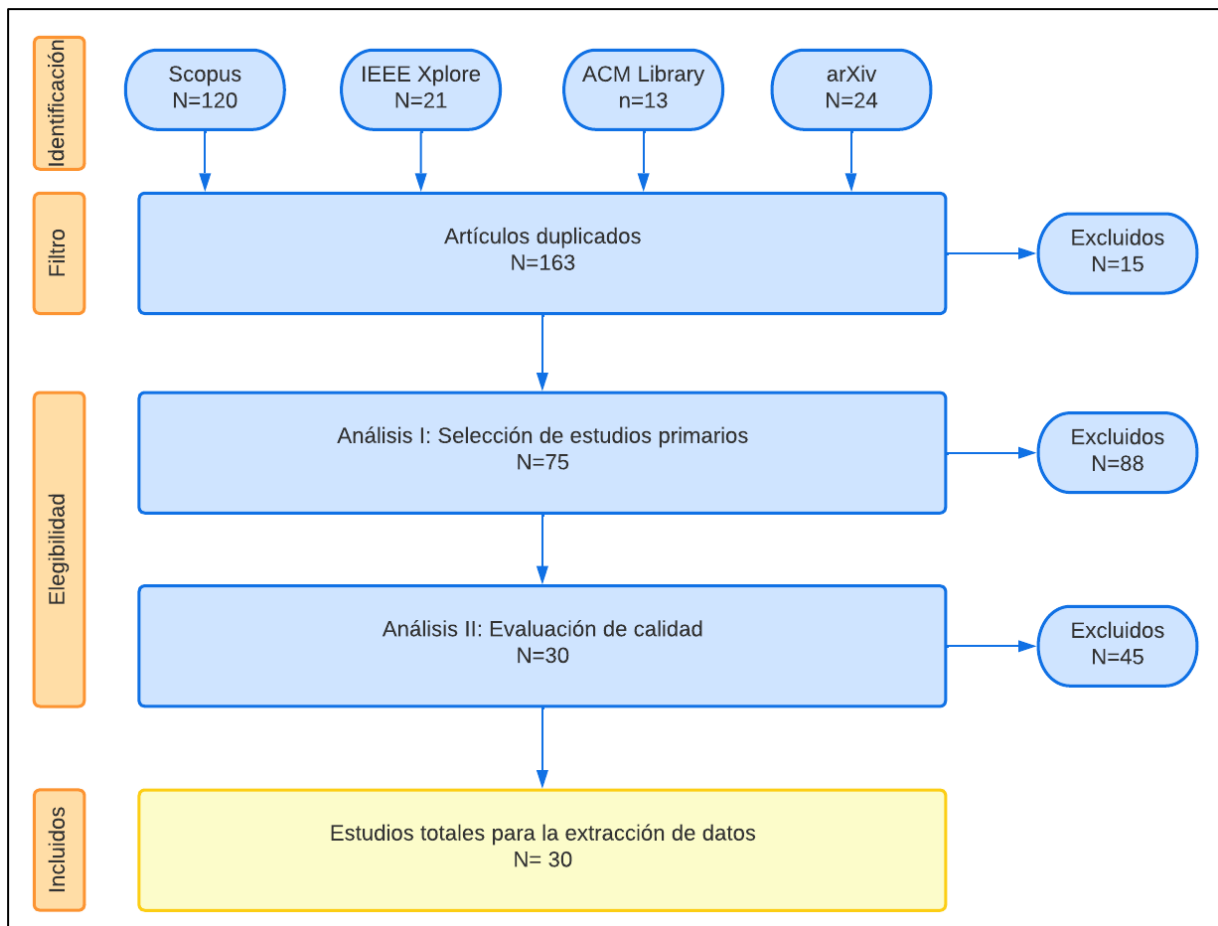 Identificación
Scopus
N=120
IEEE Xplore
N=21
ACM Library
n=13
arXiv
N=24
Filtro
Artículos duplicados
N=163
Excluidos
N=15
Elegibilidad
Análisis I: Selección de estudios primarios
N=75
Excluidos
N=88
Análisis II: Evaluación de calidad
N=30
Excluidos
N=45
Incluidos
Estudios totales para la extracción de datos
N= 30